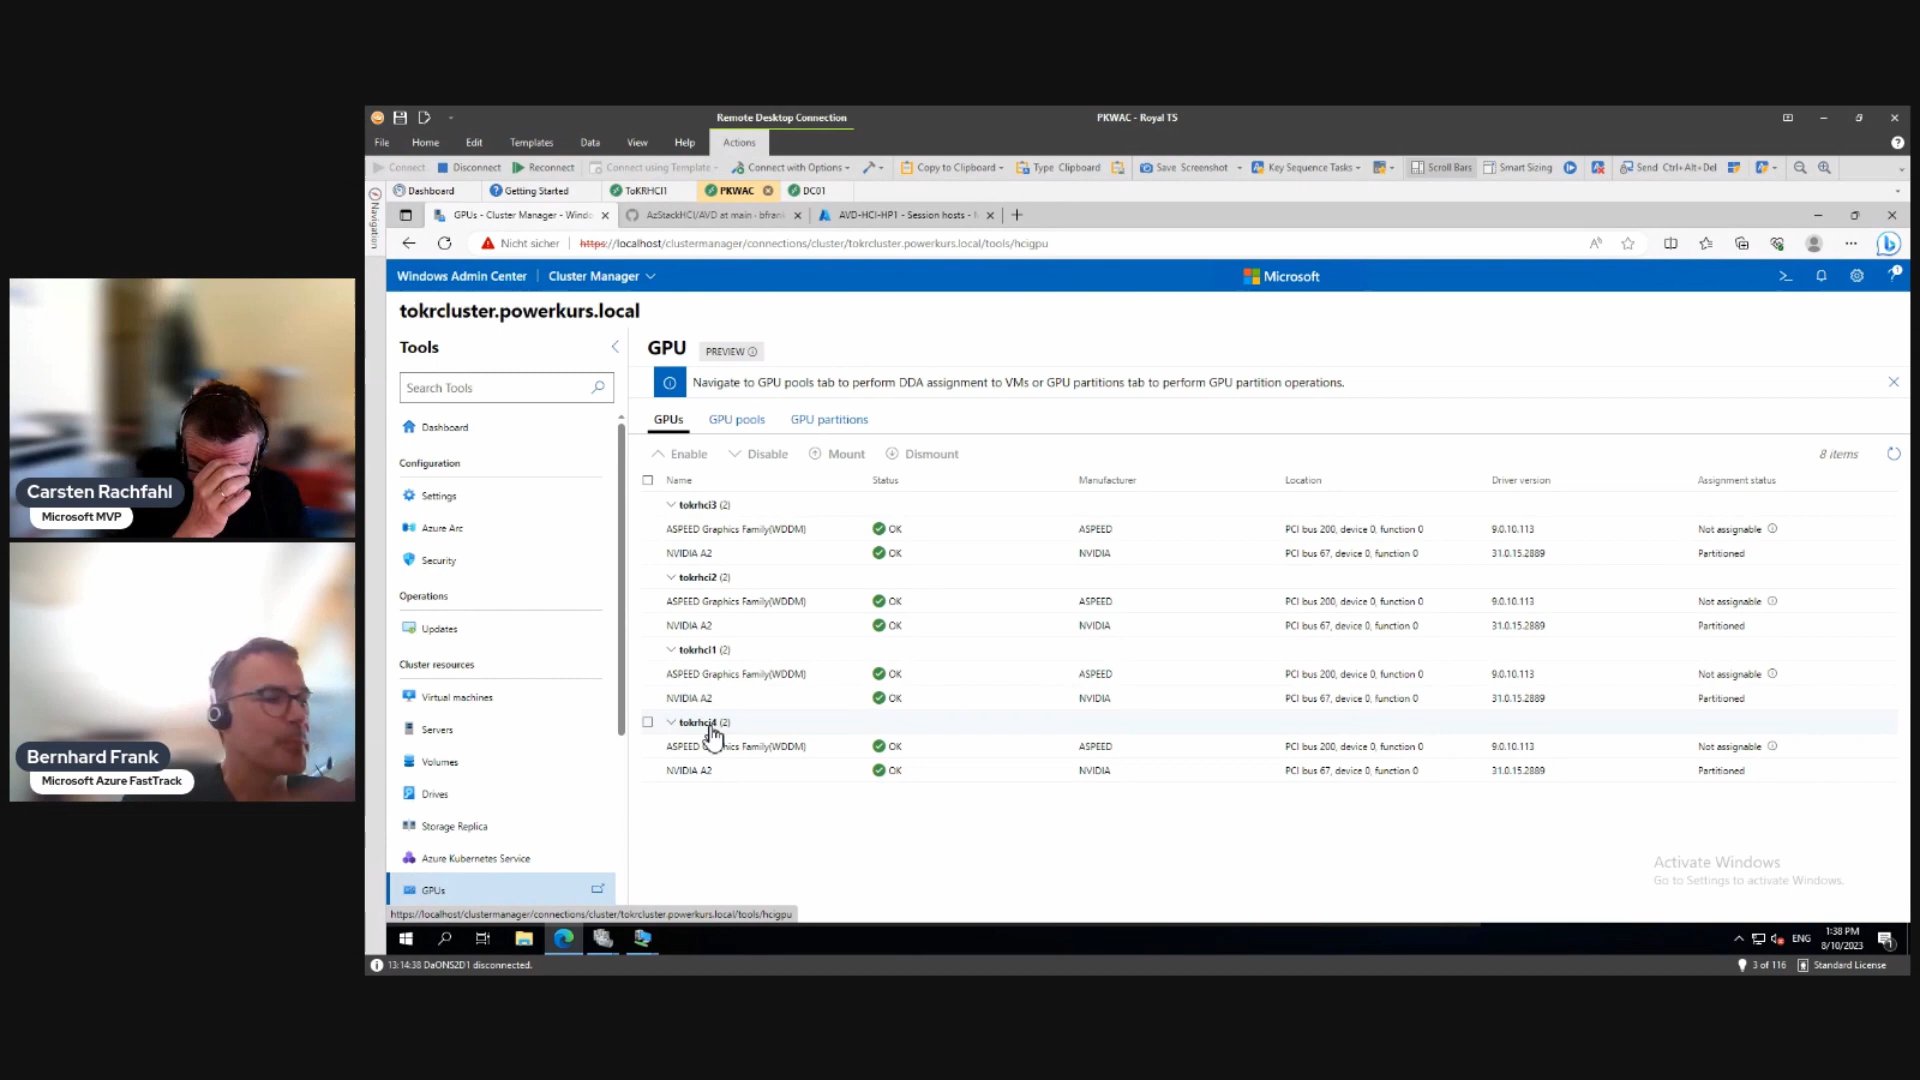 Carsten Rachfahl
Microsoft MVP
Bernhard Frank
Microsoft Azure FastTrack
Remote Desktop Connection
PKWAC - Royal TS
File Home Edit Templates Data View Help Actions
Connect Disconnect Reconnect Connect using Template Connect with Options Copy to Clipboard Type Clipboard Save Screenshot Key Sequence Tasks Scroll Bars Smart Sizing Send Ctrl+Alt+Del
Dashboard Getting Started ToKRHCI1 PKWAC DC01
Navigation
GPUs - Cluster Manager - Windo AzStackHCI/AVD at main · bfrank AVD-HCI-HP1 - Session hosts -
Nicht sicher https://localhost/clustermanager/connections/cluster/tokrcluster.powerkurs.local/tools/hcigpu
Windows Admin Center Cluster Manager Microsoft
tokrcluster.powerkurs.local
Tools
Search Tools
Dashboard
Configuration
Settings
Azure Arc
Security
Operations
Updates
Cluster resources
Virtual machines
Servers
Volumes
Drives
Storage Replica
Azure Kubernetes Service
GPUs
https://localhost/clustermanager/connections/cluster/tokrcluster.powerkurs.local/tools/hcigpu
GPU PREVIEW
Navigate to GPU pools tab to perform DDA assignment to VMs or GPU partitions tab to perform GPU partition operations.
GPUs GPU pools GPU partitions
Enable Disable Mount Dismount 8 items
Name Status Manufacturer Location Driver version Assignment status
tokrhci3 (2)
ASPEED Graphics Family(WDDM) OK ASPEED PCI bus 200, device 0, function 0 9.0.10.113 Not assignable
NVIDIA A2 OK NVIDIA PCI bus 67, device 0, function 0 31.0.15.2889 Partitioned
tokrhci2 (2)
ASPEED Graphics Family(WDDM) OK ASPEED PCI bus 200, device 0, function 0 9.0.10.113 Not assignable
NVIDIA A2 OK NVIDIA PCI bus 67, device 0, function 0 31.0.15.2889 Partitioned
tokrhci1 (2)
ASPEED Graphics Family(WDDM) OK ASPEED PCI bus 200, device 0, function 0 9.0.10.113 Not assignable
NVIDIA A2 OK NVIDIA PCI bus 67, device 0, function 0 31.0.15.2889 Partitioned
tokrhci4 (2)
ASPEED Graphics Family(WDDM) OK ASPEED PCI bus 200, device 0, function 0 9.0.10.113 Not assignable
NVIDIA A2 OK NVIDIA PCI bus 67, device 0, function 0 31.0.15.2889 Partitioned
Activate Windows
Go to Settings to activate Windows.
ENG
1:38 PM
8/10/2023
13:14:38 DaONS2D1 disconnected.
3 of 116 Standard License